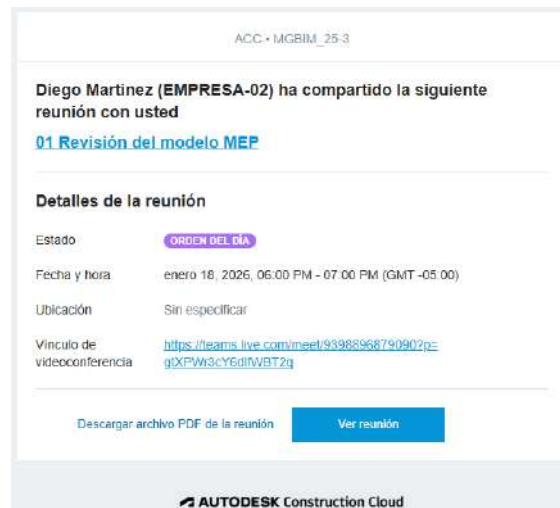 ACC • MGBIM_25-3
Diego Martinez (EMPRESA-02) ha compartido la siguiente
reunión con usted
01 Revisión del modelo MEP
Detalles de la reunión
Estado
ORDEN DEL DÍA
Fecha y hora
enero 18, 2026, 06:00 PM - 07:00 PM (GMT -05:00)
Ubicación
Sin especificar
Vínculo de
videoconferencia
https://teams.live.com/meet/9398896879090?p=
Descargar archivo PDF de la reunión
Ver reunión
AUTODESK Construction Cloud